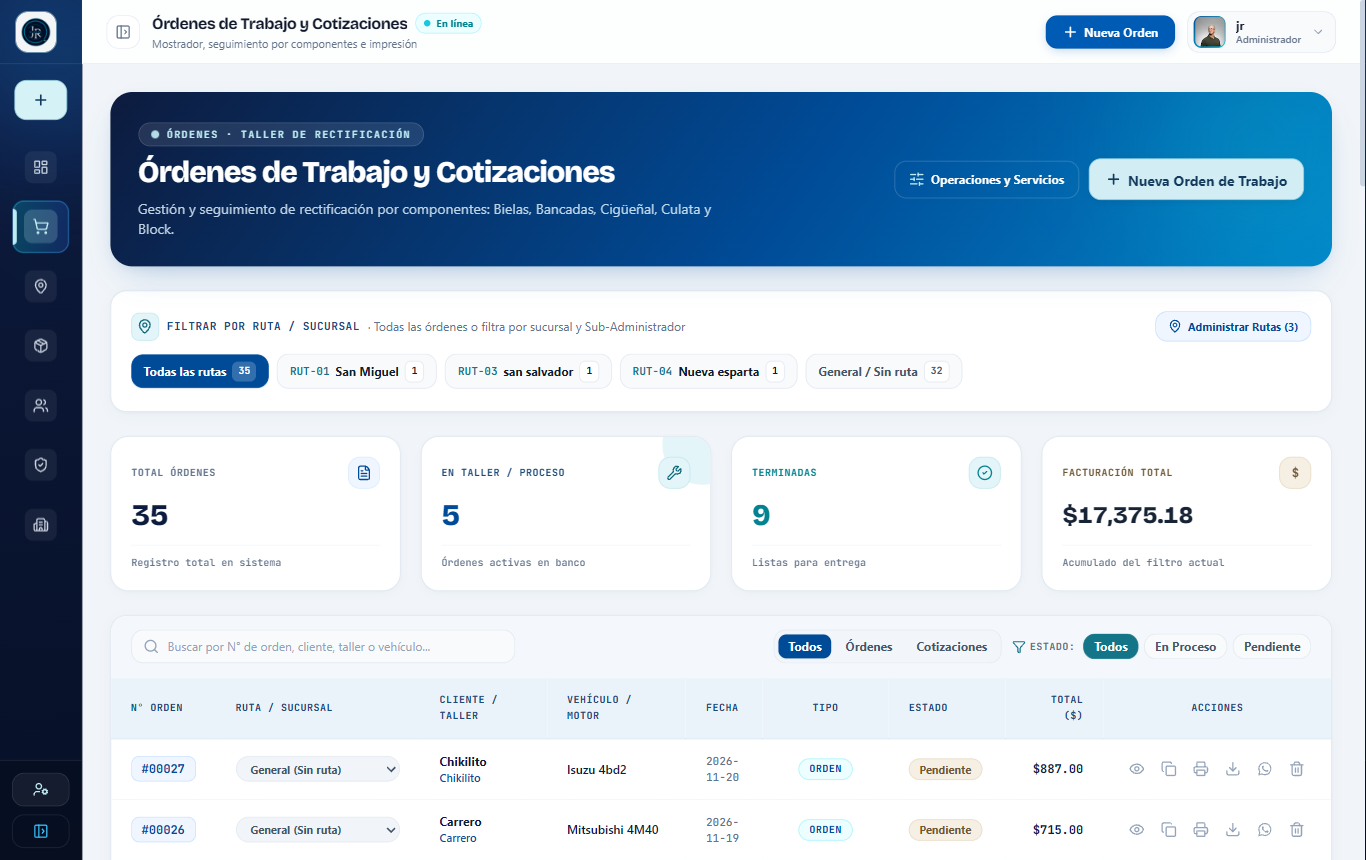 JR
Órdenes de Trabajo y Cotizaciones
En línea
Mostrador, seguimiento por componentes e impresión
+ Nueva Orden
jr
Administrador
ÓRDENES · TALLER DE RECTIFICACIÓN
Órdenes de Trabajo y Cotizaciones
Gestión y seguimiento de rectificación por componentes: Bielas, Bancadas, Cigüeñal, Culata y
Block.
Operaciones y Servicios
+ Nueva Orden de Trabajo
FILTRAR POR RUTA / SUCURSAL · Todas las órdenes o filtra por sucursal y Sub-Administrador
Administrar Rutas (3)
Todas las rutas 35
RUT-01 San Miguel 1
RUT-03 san salvador 1
RUT-04 Nueva esparta 1
General / Sin ruta 32
TOTAL ÓRDENES
35
Registro total en sistema
EN TALLER / PROCESO
5
Órdenes activas en banco
TERMINADAS
9
Listas para entrega
FACTURACIÓN TOTAL
$
$17,375.18
Acumulado del filtro actual
Buscar por N° de orden, cliente, taller o vehículo...
Todos Órdenes Cotizaciones
ESTADO: Todos En Proceso Pendiente
N° ORDEN
RUTA / SUCURSAL
CLIENTE /
TALLER
VEHÍCULO /
MOTOR
FECHA
TIPO
ESTADO
TOTAL
($)
ACCIONES
#00027
General (Sin ruta)
Chikilito
Chikilito
Isuzu 4bd2
2026-
11-20
ORDEN
Pendiente
$887.00
#00026
General (Sin ruta)
Carrero
Carrero
Mitsubishi 4M40
2026-
11-19
ORDEN
Pendiente
$715.00